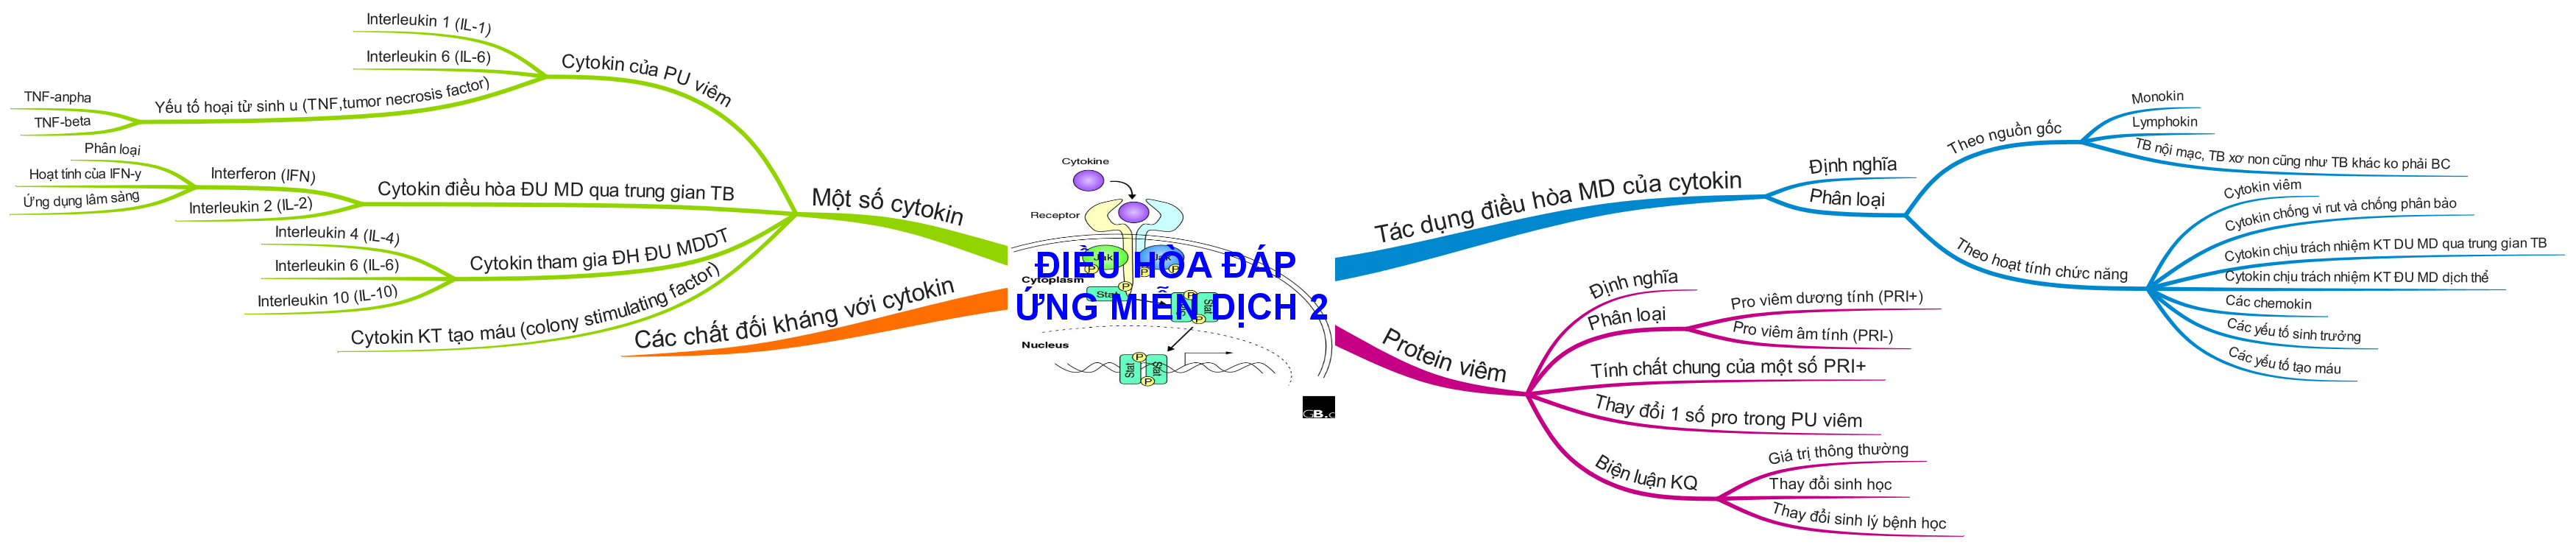 ĐIỀU HÒA ĐÁP
ỨNG MIỄN DỊCH 2
Cytokine
Receptor
Jak
Jak
P
P
P
Cytoplasm
P
Stat
P
Stat
P
Nucleus
P
Stat
Stat
P
GB.c
Tác dụng điều hòa MD của cytokin
Định nghĩa
Phân loại
Theo nguồn gốc
Monokin
Lymphokin
TB nội mạc, TB xơ non cũng như TB khác ko phải BC
Theo hoạt tính chức năng
Cytokin viêm
Cytokin chống vi rut và chống phân bảo
Cytokin chịu trách nhiệm KT DU MD qua trung gian TB
Cytokin chịu trách nhiệm KT ĐU MD dịch thể
Các chemokin
Các yếu tố sinh trưởng
Các yếu tố tạo máu
Protein viêm
Định nghĩa
Phân loại
Pro viêm dương tính (PRI+)
Pro viêm âm tính (PRI-)
Tính chất chung của một số PRI+
Thay đổi 1 số pro trong PU viêm
Biện luận KQ
Giá trị thông thường
Thay đổi sinh học
Thay đổi sinh lý bệnh học
Một số cytokin
Cytokin của PU viêm
Interleukin 1 (IL-1)
Interleukin 6 (IL-6)
Yếu tố hoại tử sinh u (TNF,tumor necrosis factor)
TNF-anpha
TNF-beta
Cytokin điều hòa ĐU MD qua trung gian TB
Interferon (IFN)
Phân loại
Hoạt tính của IFN-y
Ứng dụng lâm sàng
Interleukin 2 (IL-2)
Cytokin tham gia ĐH ĐU MDDT
Interleukin 4 (IL-4)
Interleukin 6 (IL-6)
Interleukin 10 (IL-10)
Cytokin KT tạo máu (colony stimulating factor)
Các chất đối kháng với cytokin